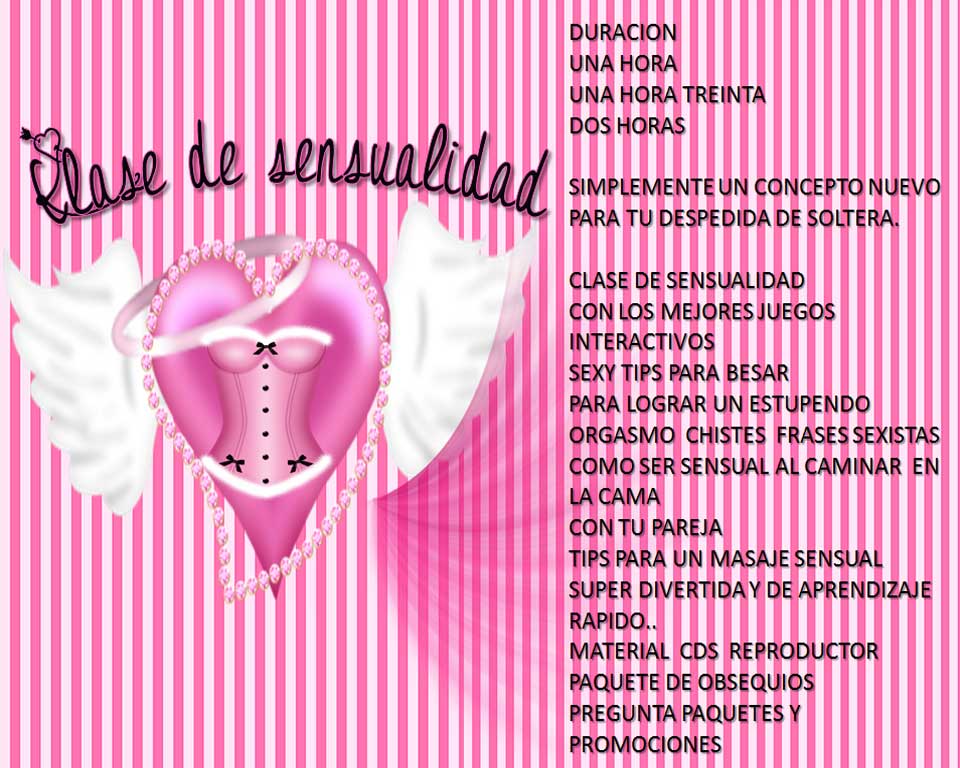 Clase de sensualidad
DURACION
UNA HORA
UNA HORA TREINTA
DOS HORAS
SIMPLEMENTE UN CONCEPTO NUEVO
PARA TU DESPEDIDA DE SOLTERA.
CLASE DE SENSUALIDAD
CON LOS MEJORES JUEGOS
INTERACTIVOS
SEXY TIPS PARA BESAR
PARA LOGRAR UN ESTUPENDO
ORGASMO CHISTES FRASES SEXISTAS
COMO SER SENSUAL AL CAMINAR EN
LA CAMA
CON TU PAREJA
TIPS PARA UN MASAJE SENSUAL
SUPER DIVERTIDA Y DE APRENDIZAJE
RAPIDO..
MATERIAL CDS REPRODUCTOR
PAQUETE DE OBSEQUIOS
PREGUNTA PAQUETES Y
PROMOCIONES